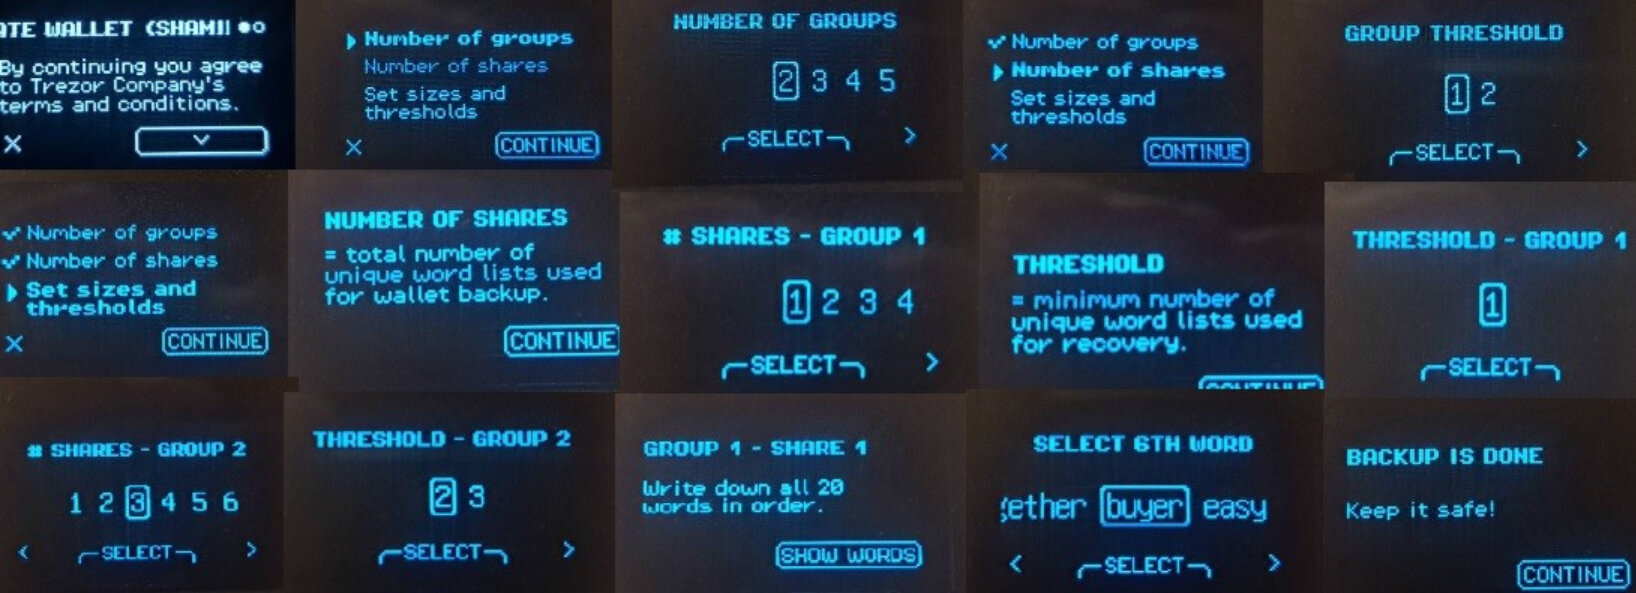 ATE WALLET (SHAMI
By continuing you agree
to Trezor Company's
terms and conditions.
Number of groups
Number of shares
Set sizes and
thresholds
CONTINUE
NUMBER OF GROUPS
2 3 4 5
SELECT
Number of groups
Number of shares
Set sizes and
thresholds
CONTINUE
GROUP THRESHOLD
1 2
SELECT
Number of groups
Number of shares
Set sizes and
thresholds
CONTINUE
NUMBER OF SHARES
= total number of
unique word lists used
for wallet backup.
CONTINUE
# SHARES - GROUP 1
1 2 3 4
SELECT
THRESHOLD
= minimum number of
unique word lists used
for recovery.
CONTINUE
THRESHOLD - GROUP 1
1
SELECT
# SHARES - GROUP 2
1 2 3 4 5 6
SELECT
THRESHOLD - GROUP 2
2 3
SELECT
GROUP 1 - SHARE 1
Write down all 20
words in order.
SHOW WORDS
SELECT 6TH WORD
gether buyer easy
SELECT
BACKUP IS DONE
Keep it safe!
CONTINUE